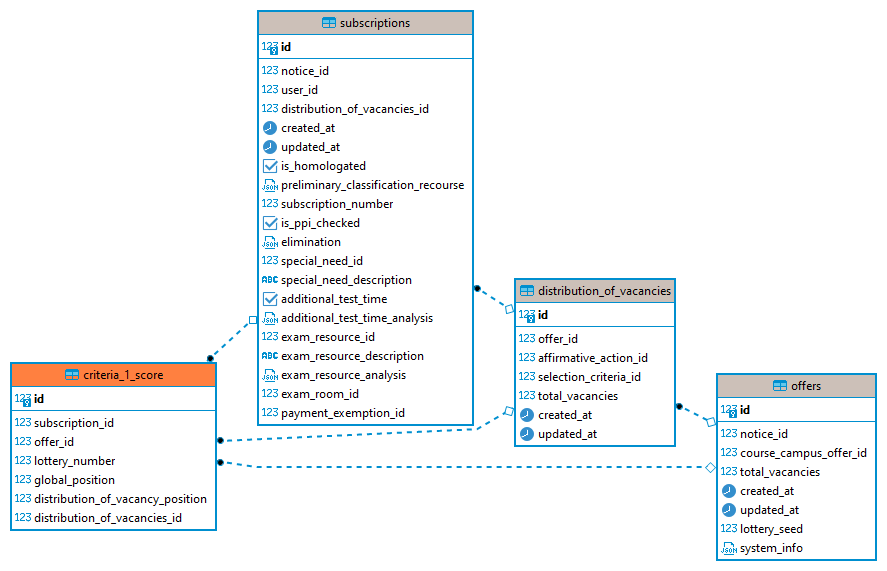 subscriptions
123 id
123 notice_id
123 user_id
123 distribution_of_vacancies_id
created_at
updated_at
is_homologated
JSON preliminary_classification_recourse
123 subscription_number
is_ppi_checked
JSON elimination
123 special_need_id
ABC special_need_description
additional_test_time
JSON additional_test_time_analysis
123 exam_resource_id
ABC exam_resource_description
JSON exam_resource_analysis
123 exam_room_id
123 payment_exemption_id
distribution_of_vacancies
123 id
123 offer_id
123 affirmative_action_id
123 selection_criteria_id
123 total_vacancies
created_at
updated_at
criteria_1_score
123 id
123 subscription_id
123 offer_id
123 lottery_number
123 global_position
123 distribution_of_vacancy_position
123 distribution_of_vacancies_id
offers
123 id
123 notice_id
123 course_campus_offer_id
123 total_vacancies
created_at
updated_at
123 lottery_seed
JSON system_info